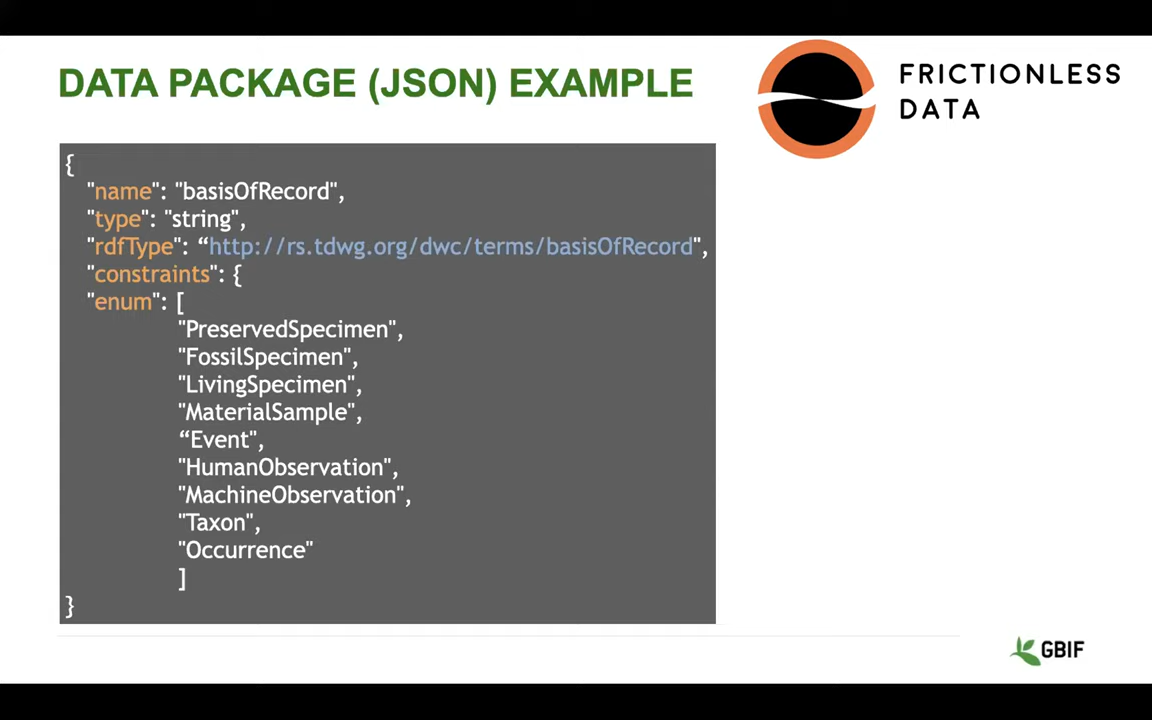 DATA PACKAGE (JSON) EXAMPLE
FRICTIONLESS
DATA
{
"name": "basisOfRecord",
"type": "string",
"rdfType": “http://rs.tdwg.org/dwc/terms/basisOfRecord",
"constraints": {
"enum": [
"PreservedSpecimen",
"FossilSpecimen",
"LivingSpecimen",
"MaterialSample",
“Event",
"HumanObservation",
"MachineObservation",
"Taxon",
"Occurrence"
]
}
GBIF